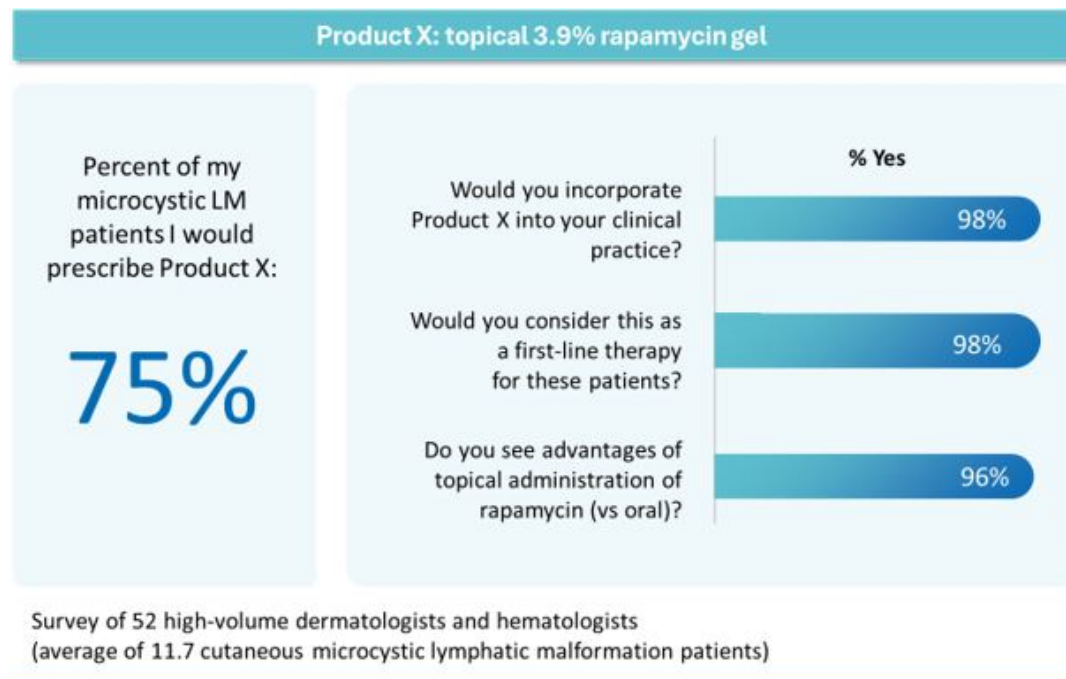 Product X: topical 3.9% rapamycin gel
Percent of my
microcystic LM
patients I would
prescribe Product X:
75%
% Yes
Would you incorporate
Product X into your clinical
practice?
98%
Would you consider this as
a first-line therapy
for these patients?
98%
Do you see advantages of
topical administration of
rapamycin (vs oral)?
96%
Survey of 52 high-volume dermatologists and hematologists
(average of 11.7 cutaneous microcystic lymphatic malformation patients)